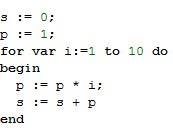 s := 0;
p := 1;
for var i:=1 to 10 do
begin
  p := p * i;
  s := s + p
end